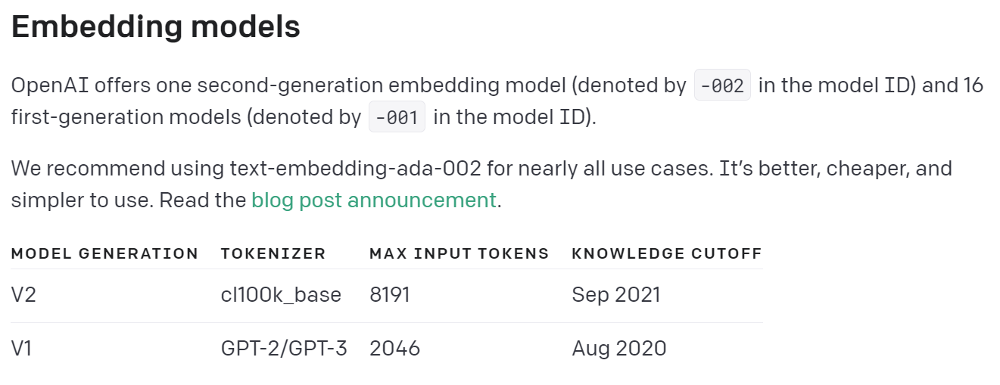 Embedding models
OpenAI offers one second-generation embedding model (denoted by -002 in the model ID) and 16
first-generation models (denoted by -001 in the model ID).
We recommend using text-embedding-ada-002 for nearly all use cases. It’s better, cheaper, and
simpler to use. Read the blog post announcement.
MODEL GENERATION TOKENIZER MAX INPUT TOKENS KNOWLEDGE CUTOFF
V2 cl100k_base 8191 Sep 2021
V1 GPT-2/GPT-3 2046 Aug 2020